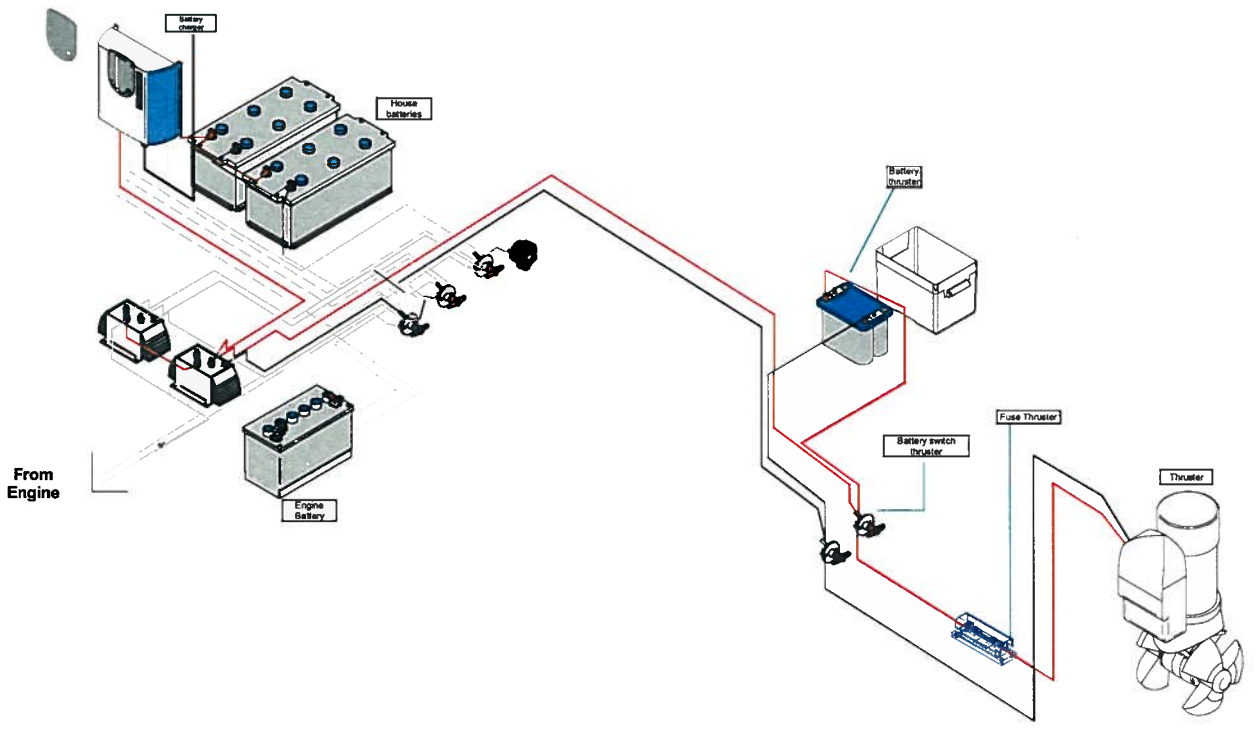 Battery
charger
House
batteries
Battery
thruster
Fuse Thruster
Battery switch
thruster
Thruster
From
Engine
Engine
Battery